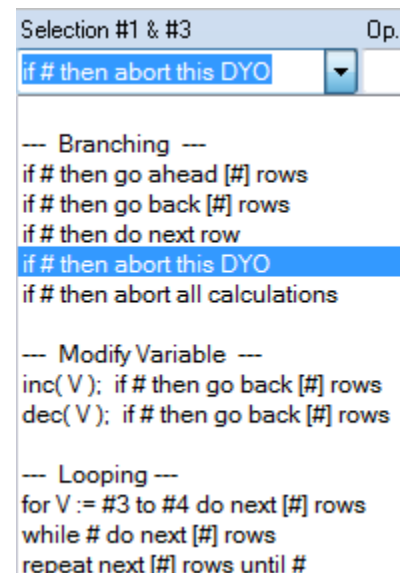 Selection #1 & #3 Op.
if # then abort this DYO
--- Branching ---
if # then go ahead [#] rows
if # then go back [#] rows
if # then do next row
if # then abort this DYO
if # then abort all calculations
--- Modify Variable ---
inc( V );  if # then go back [#] rows
dec( V );  if # then go back [#] rows
--- Looping ---
for V := #3 to #4 do next [#] rows
while # do next [#] rows
repeat next [#] rows until #